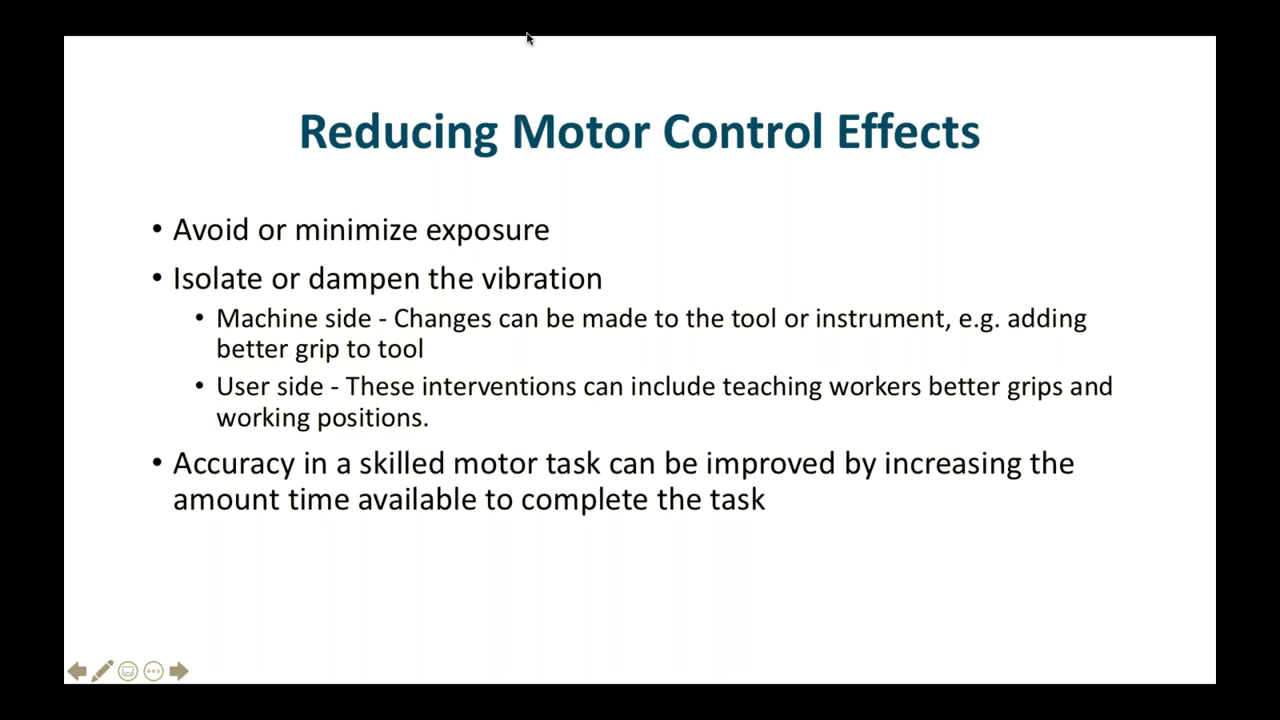 Reducing Motor Control Effects
• Avoid or minimize exposure
• Isolate or dampen the vibration
• Machine side - Changes can be made to the tool or instrument, e.g. adding
better grip to tool
• User side - These interventions can include teaching workers better grips and
working positions.
• Accuracy in a skilled motor task can be improved by increasing the
amount time available to complete the task